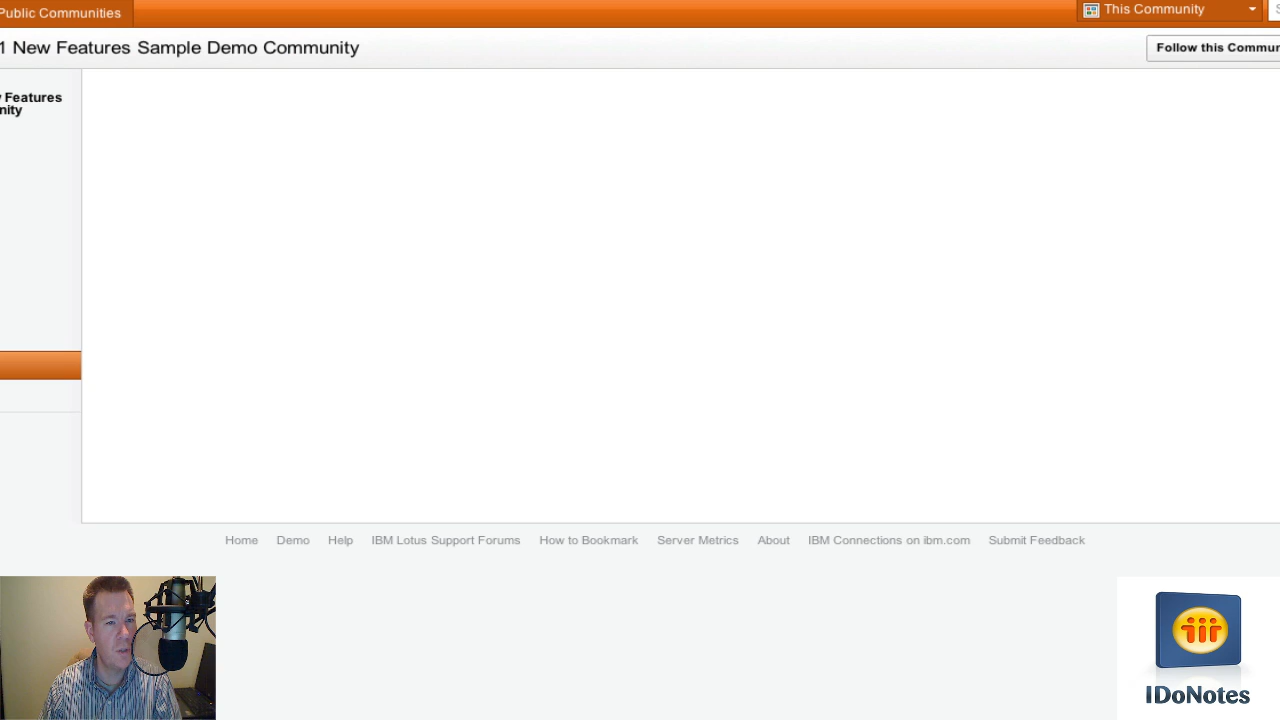 Public Communities
This Community
1 New Features Sample Demo Community
Follow this Commun
Features
nity
Home Demo Help IBM Lotus Support Forums How to Bookmark Server Metrics About IBM Connections on ibm.com Submit Feedback
IDoNotes